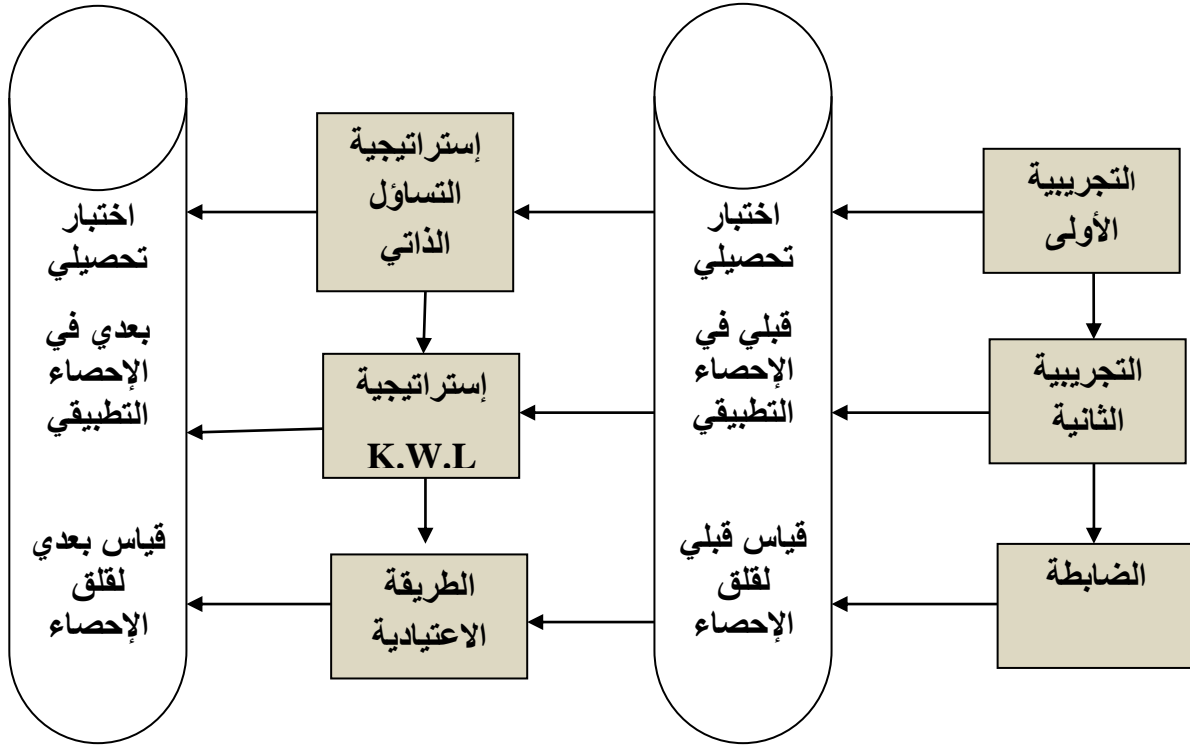 التجريبية
الأولى
التجريبية
الثانية
الضابطة
اختبار
تحصيلي
قبلي في
الإحصاء
التطبيقي
قياس قبلي
لقلق
الإحصاء
إستراتيجية
التساؤل
الذاتي
إستراتيجية
K.W.L
الطريقة
الاعتيادية
اختبار
تحصيلي
بعدي في
الإحصاء
التطبيقي
قياس بعدي
لقلق
الإحصاء